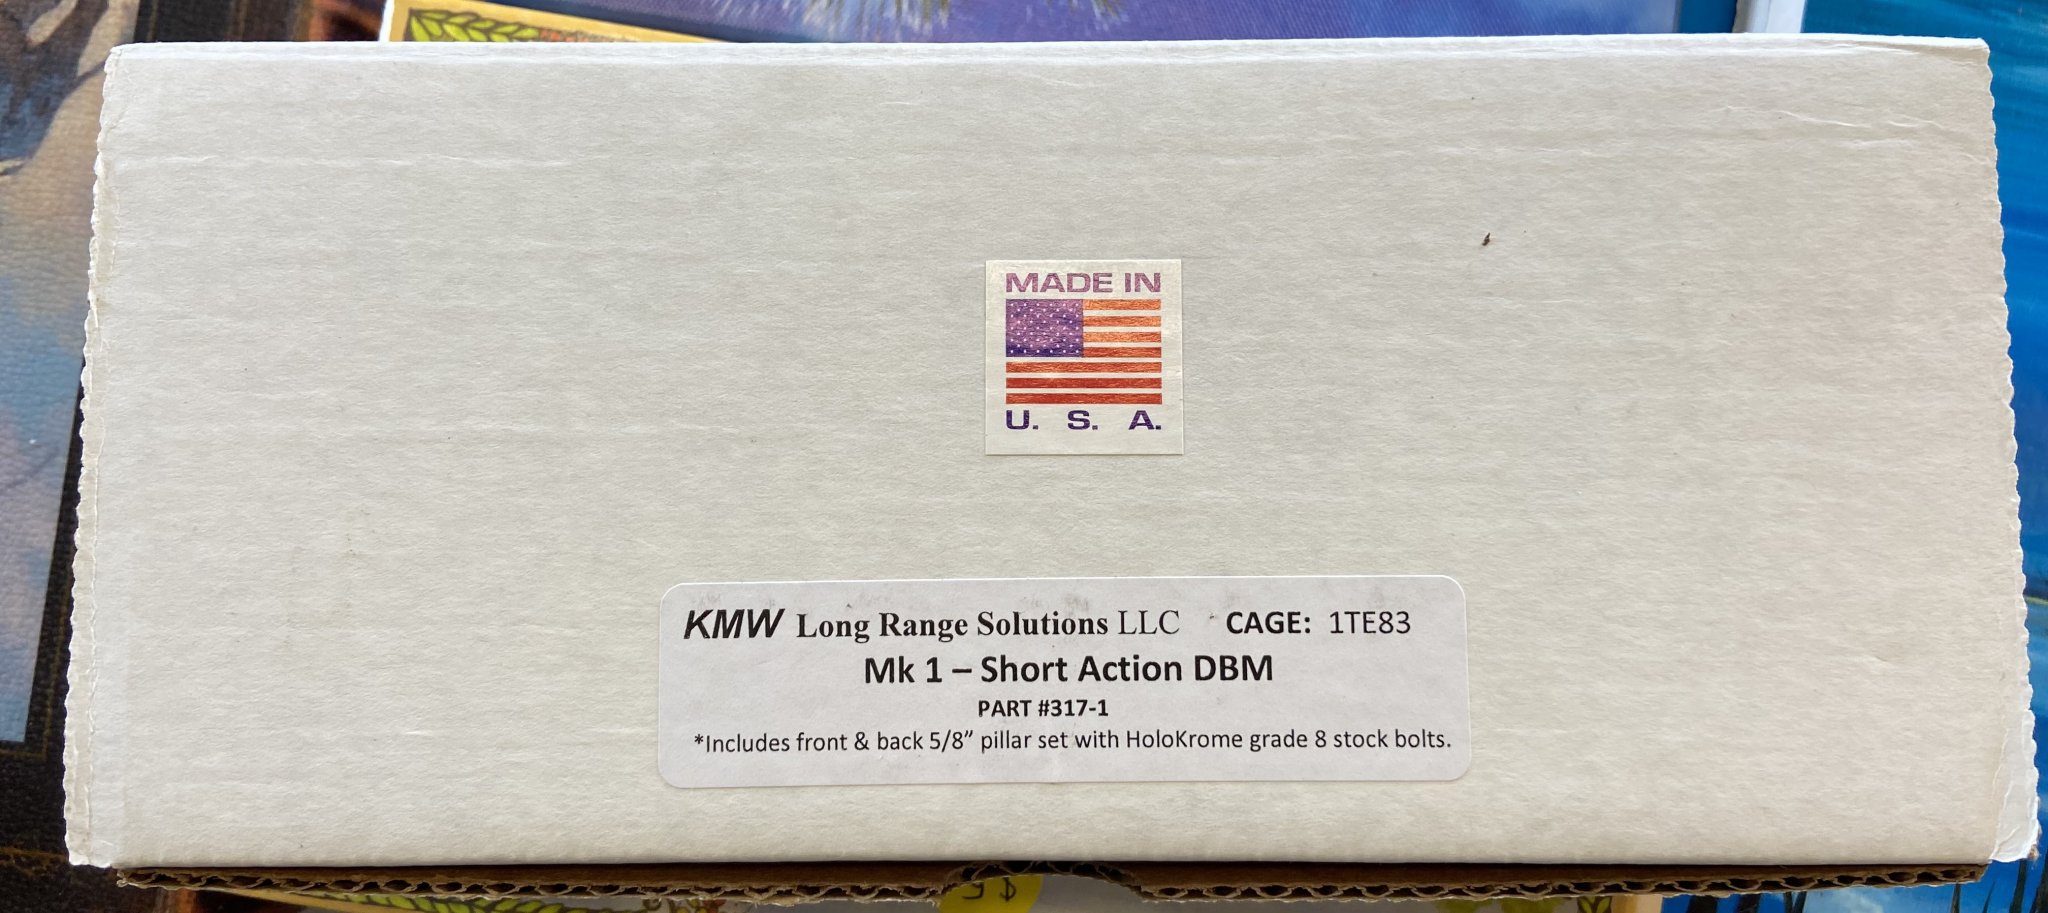 MADE IN
U. S. A.
KMW Long Range Solutions LLC CAGE: 1TE83
Mk 1 – Short Action DBM
PART #317-1
*Includes front & back 5/8” pillar set with HoloKrome grade 8 stock bolts.